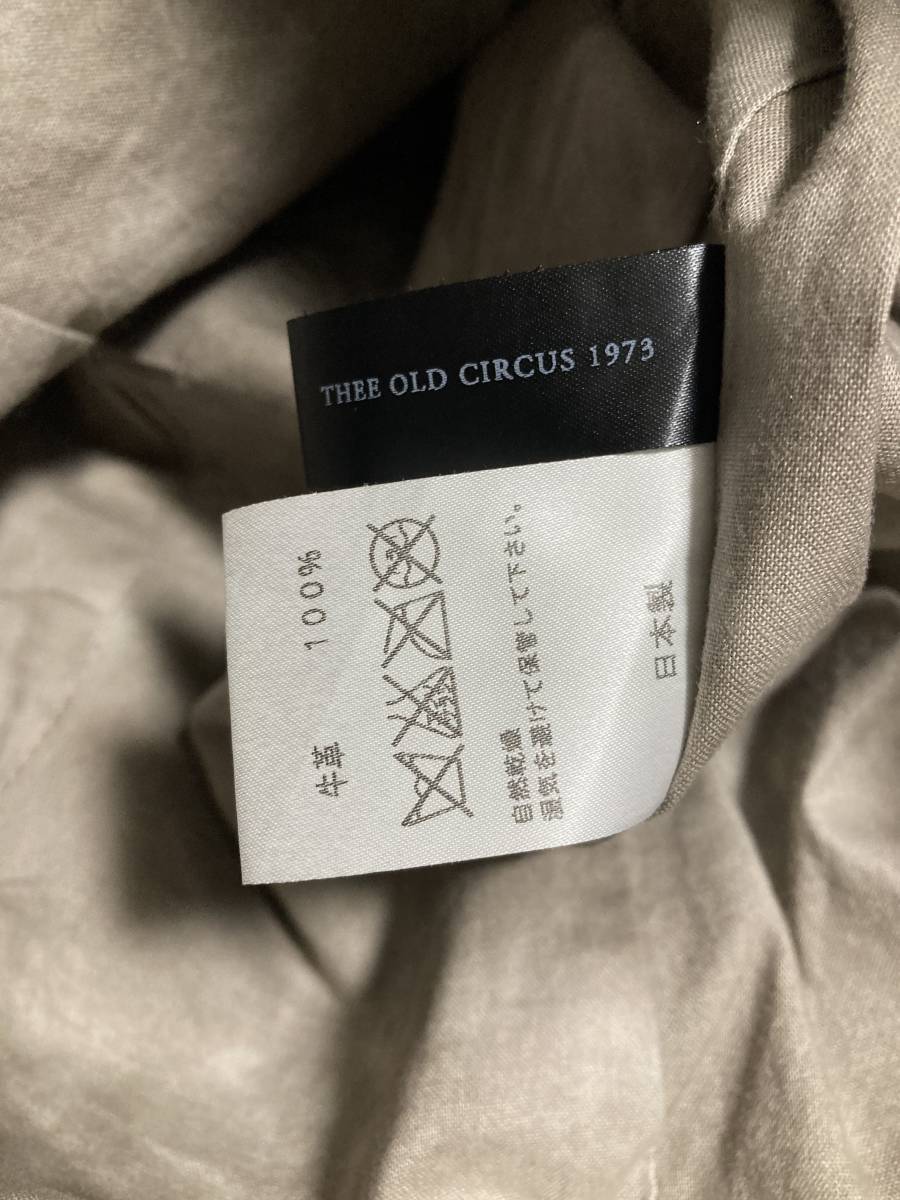 THEE OLD CIRCUS 1973
牛革 100%
自然乾燥
湿気を避けて保管して下さい。
日本製